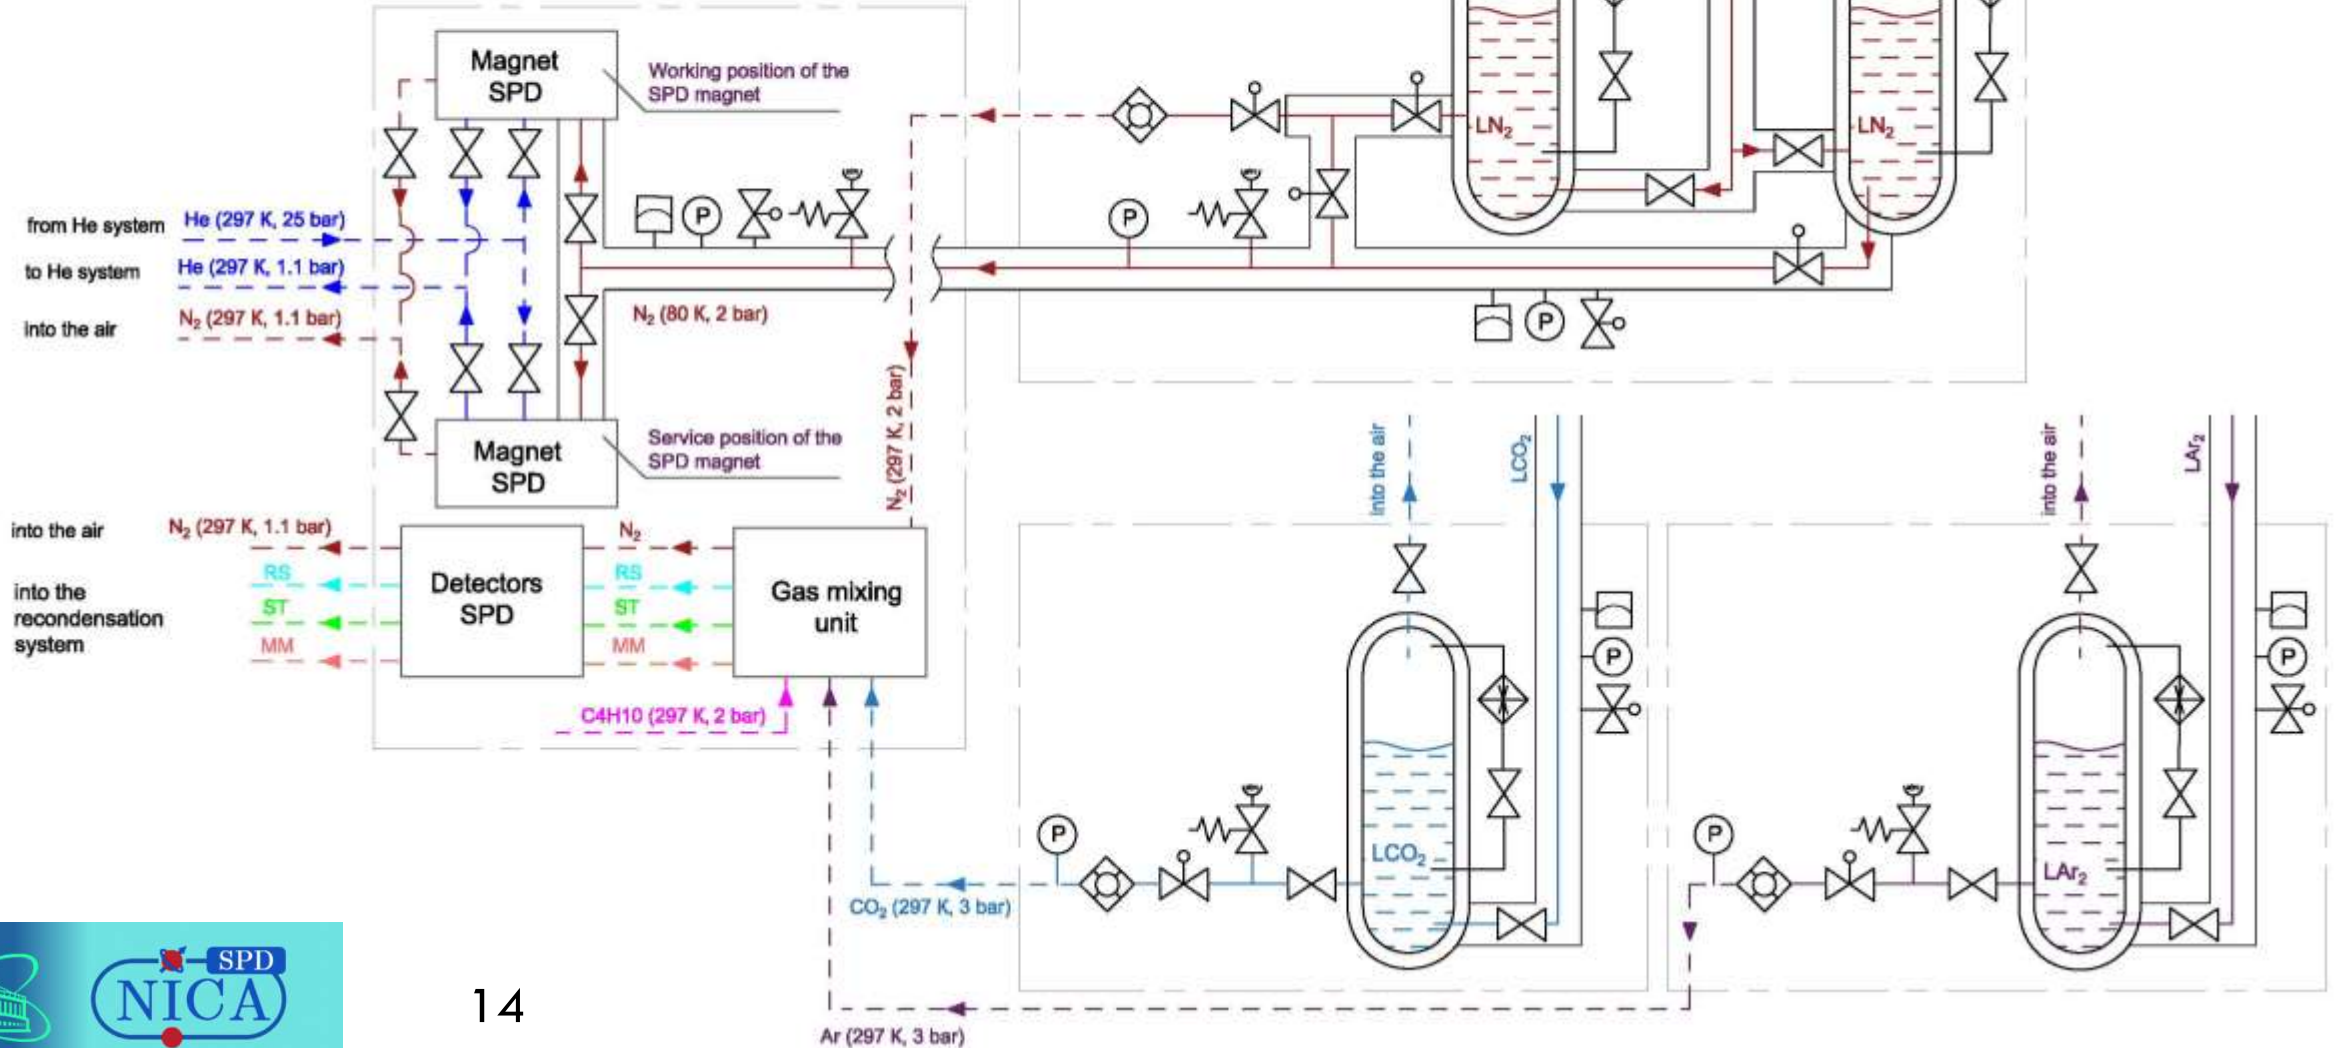 Magnet
SPD
Working position of the
SPD magnet
LN₂
LN₂
P
P
from He system
He (297 K, 25 bar)
to He system
He (297 K, 1.1 bar)
into the air
N₂ (297 K, 1.1 bar)
N₂ (80 K, 2 bar)
P
N₂ (297 K, 2 bar)
Magnet
SPD
Service position of the
SPD magnet
into the air
LCO₂
into the air
LAr₂
into the air
N₂ (297 K, 1.1 bar)
N₂
RS
RS
ST
ST
MM
MM
into the
recondensation
system
Detectors
SPD
Gas mixing
unit
C4H10 (297 K, 2 bar)
P
P
P
P
LCO₂
LAr₂
CO₂ (297 K, 3 bar)
Ar (297 K, 3 bar)
SPD
NICA
14